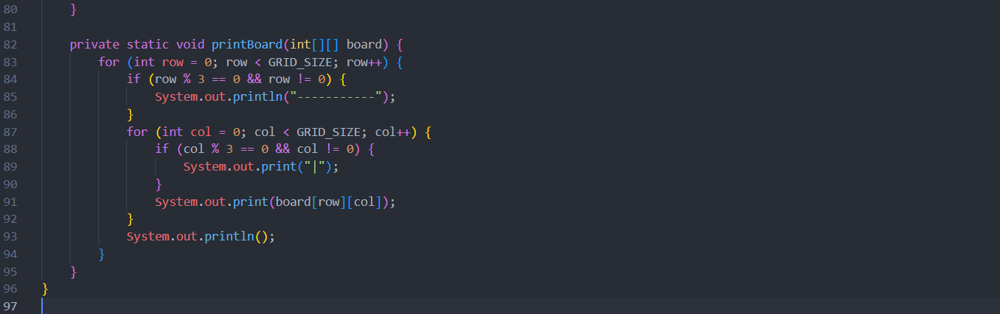 80    }
81
82    private static void printBoard(int[][] board) {
83        for (int row = 0; row < GRID_SIZE; row++) {
84            if (row % 3 == 0 && row != 0) {
85                System.out.println("-----------");
86            }
87            for (int col = 0; col < GRID_SIZE; col++) {
88                if (col % 3 == 0 && col != 0) {
89                    System.out.print("|");
90                }
91                System.out.print(board[row][col]);
92            }
93            System.out.println();
94        }
95    }
96 }
97